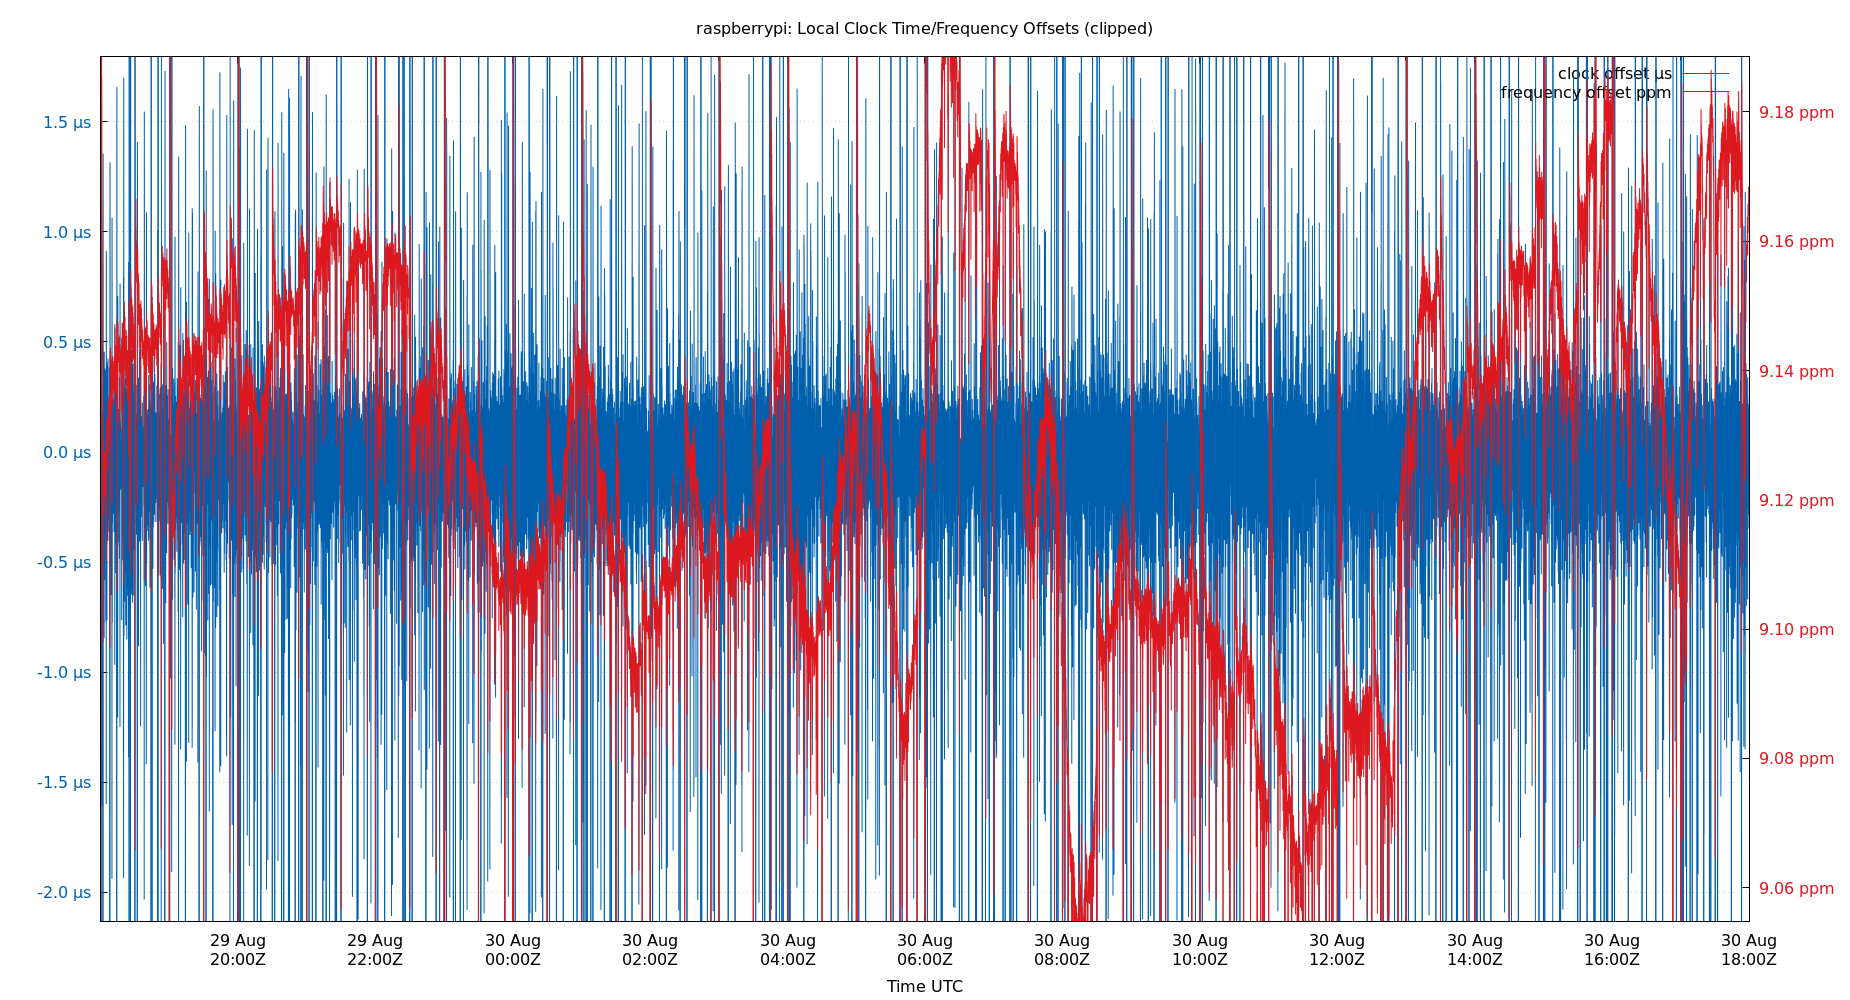 raspberrypi: Local Clock Time/Frequency Offsets (clipped)
clock offset µs
frequency offset ppm
1.5 µs
1.0 µs
0.5 µs
0.0 µs
-0.5 µs
-1.0 µs
-1.5 µs
-2.0 µs
9.18 ppm
9.16 ppm
9.14 ppm
9.12 ppm
9.10 ppm
9.08 ppm
9.06 ppm
29 Aug
20:00Z
29 Aug
22:00Z
30 Aug
00:00Z
30 Aug
02:00Z
30 Aug
04:00Z
30 Aug
06:00Z
30 Aug
08:00Z
30 Aug
10:00Z
30 Aug
12:00Z
30 Aug
14:00Z
30 Aug
16:00Z
30 Aug
18:00Z
Time UTC